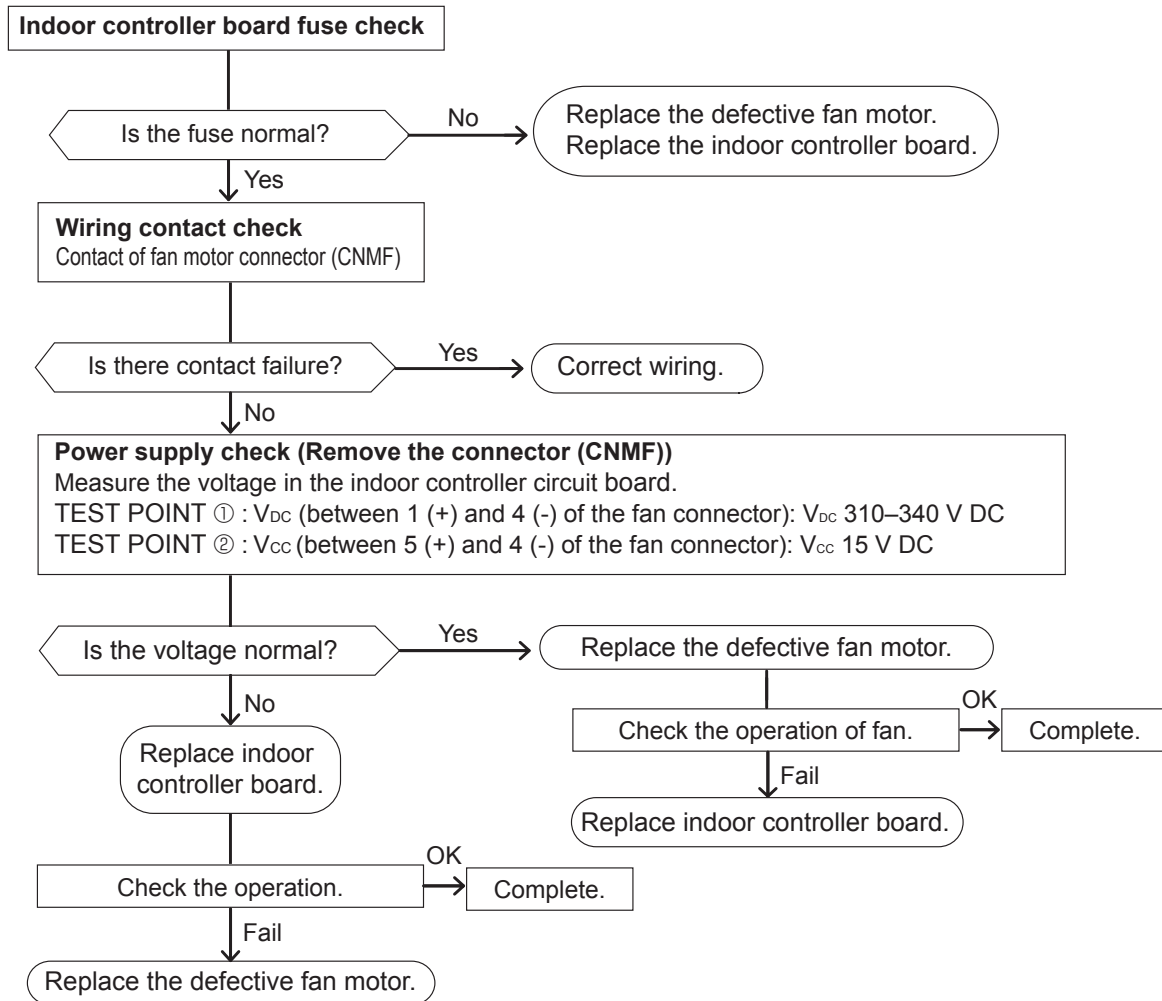 Indoor controller board fuse check
Is the fuse normal?
No
Replace the defective fan motor.
Replace the indoor controller board.
Yes
Wiring contact check
Contact of fan motor connector (CNMF)
Is there contact failure?
Yes
Correct wiring.
No
Power supply check (Remove the connector (CNMF))
Measure the voltage in the indoor controller circuit board.
TEST POINT ① : VDC (between 1 (+) and 4 (-) of the fan connector): VDC 310–340 V DC
TEST POINT ② : VCC (between 5 (+) and 4 (-) of the fan connector): VCC 15 V DC
Is the voltage normal?
Yes
Replace the defective fan motor.
No
Check the operation of fan.
OK
Complete.
Fail
Replace indoor controller board.
Replace indoor
controller board.
Check the operation.
OK
Complete.
Fail
Replace the defective fan motor.